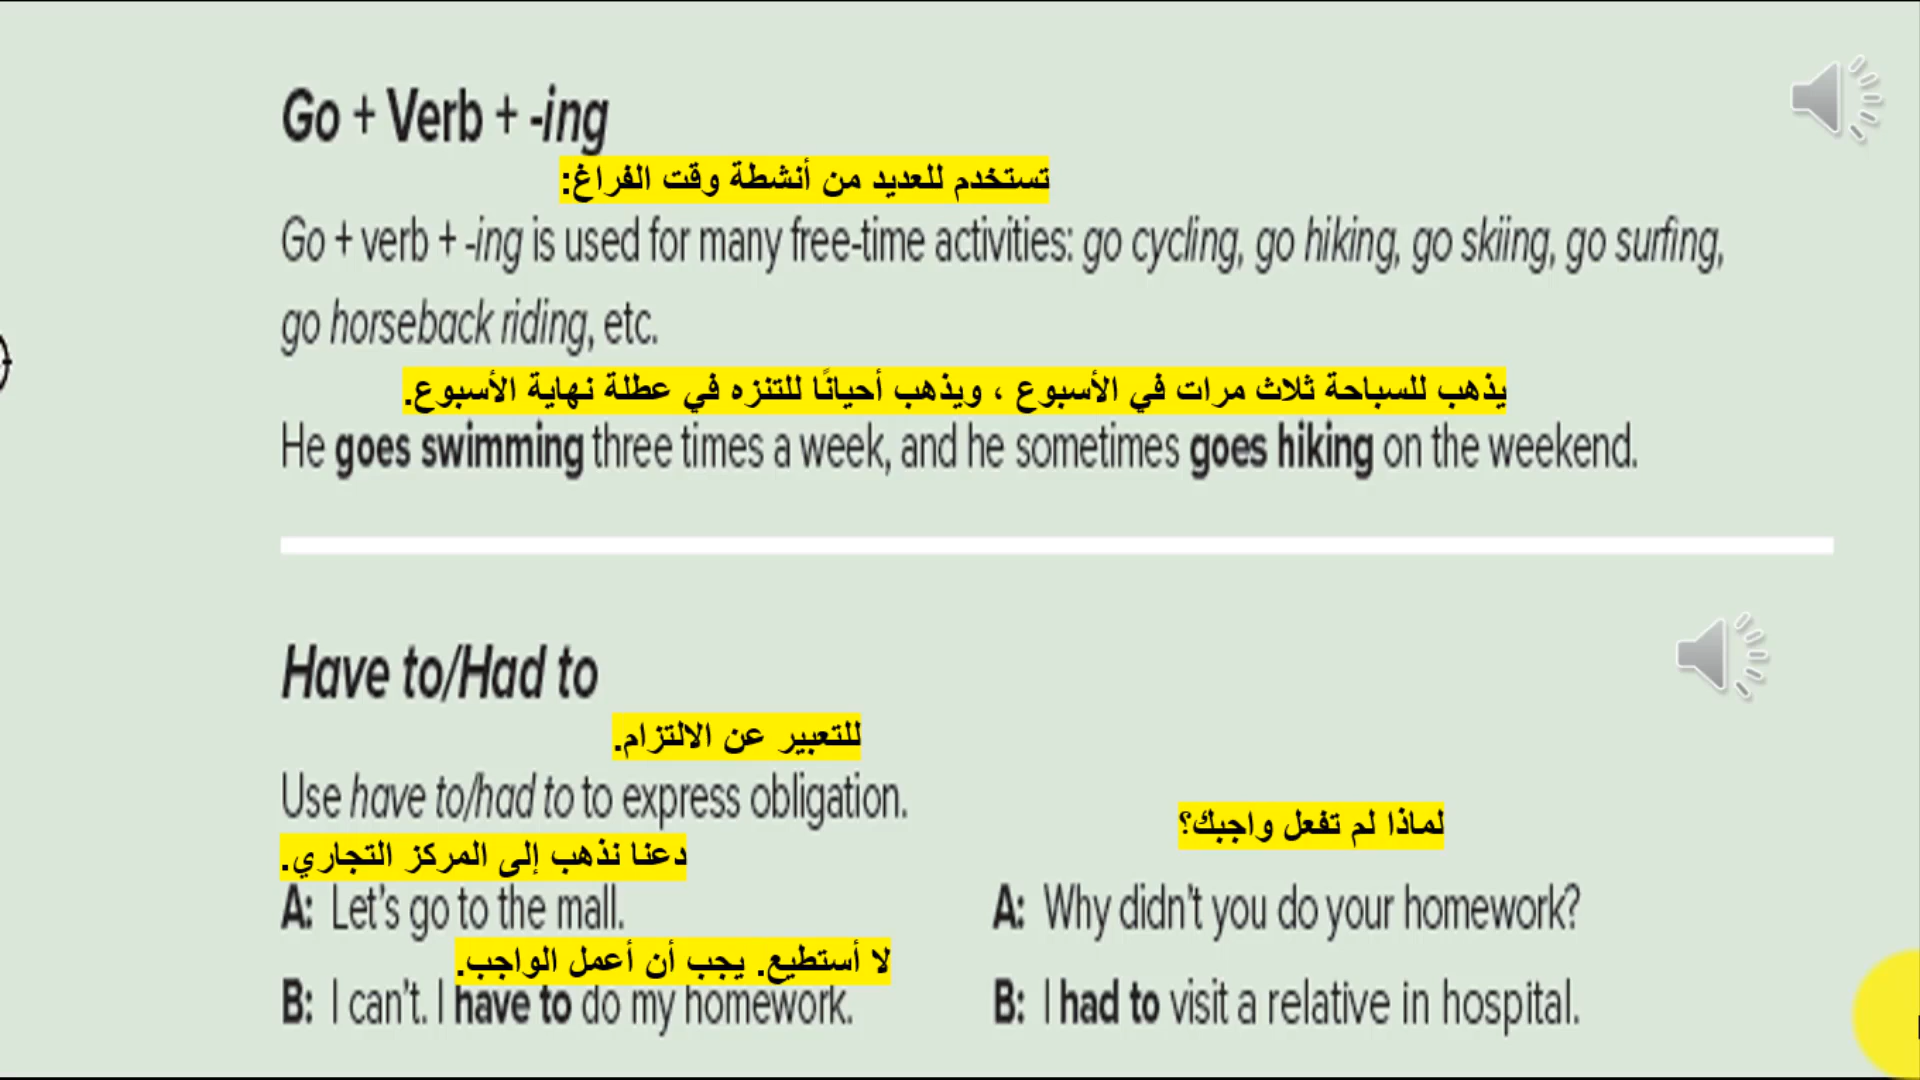 Go + Verb + -ing
تستخدم للعديد من أنشطة وقت الفراغ:
Go + verb + -ing is used for many free-time activities: go cycling, go hiking, go skiing, go surfing,
go horseback riding, etc.
يذهب للسباحة ثلاث مرات في الأسبوع ، ويذهب أحيانًا للتنزه في عطلة نهاية الأسبوع.
He goes swimming three times a week, and he sometimes goes hiking on the weekend.
Have to/Had to
للتعبير عن الالتزام.
Use have to/had to to express obligation.
دعنا نذهب إلى المركز التجاري.
A: Let's go to the mall.
لا أستطيع. يجب أن أعمل الواجب.
B: I can't. I have to do my homework.
لماذا لم تفعل واجبك؟
A: Why didn't you do your homework?
B: I had to visit a relative in hospital.